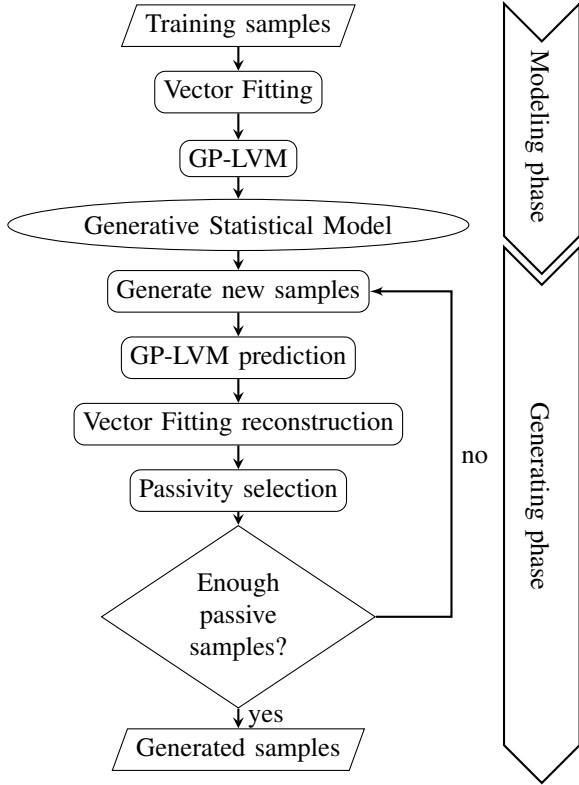 Training samples
Vector Fitting
GP-LVM
Generative Statistical Model
Generate new samples
GP-LVM prediction
Vector Fitting reconstruction
Passivity selection
Enough
passive
samples?
no
yes
Generated samples
Modeling phase
Generating phase